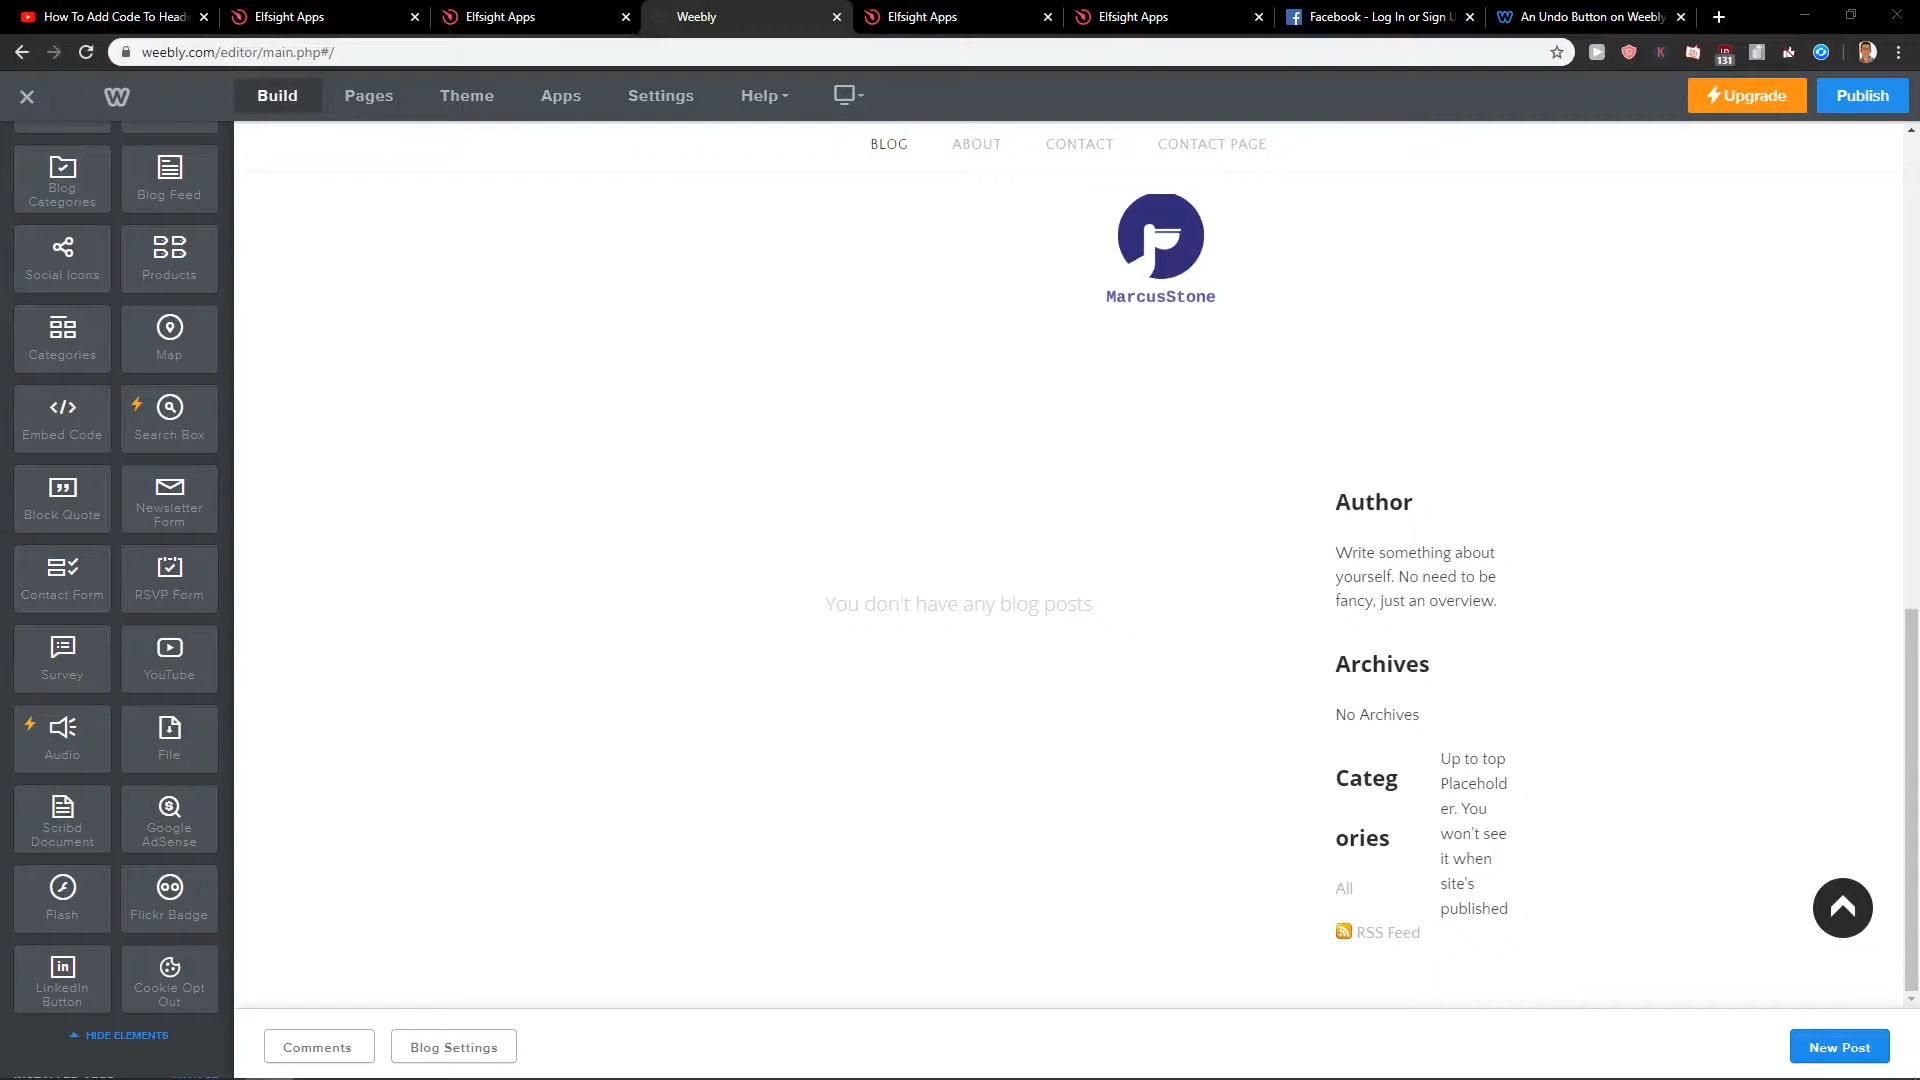 How To Add Code To Heade
Elfsight Apps
Elfsight Apps
Weebly
Elfsight Apps
Elfsight Apps
Facebook - Log In or Sign U
An Undo Button on Weebly
weebly.com/editor/main.php#/
131
Build
Pages
Theme
Apps
Settings
Help
Upgrade
Publish
BLOG
ABOUT
CONTACT
CONTACT PAGE
MarcusStone
Blog
Categories
Blog Feed
Social Icons
Products
Categories
Map
Embed Code
Search Box
Block Quote
Newsletter
Form
Contact Form
RSVP Form
Survey
YouTube
Audio
File
Scribd
Document
Google
AdSense
Flash
Flickr Badge
LinkedIn
Button
Cookie Opt
Out
HIDE ELEMENTS
You don't have any blog posts
Author
Write something about
yourself. No need to be
fancy, just an overview.
Archives
No Archives
Categ
ories
All
RSS Feed
Up to top
Placehold
er. You
won't see
it when
site's
published
Comments
Blog Settings
New Post